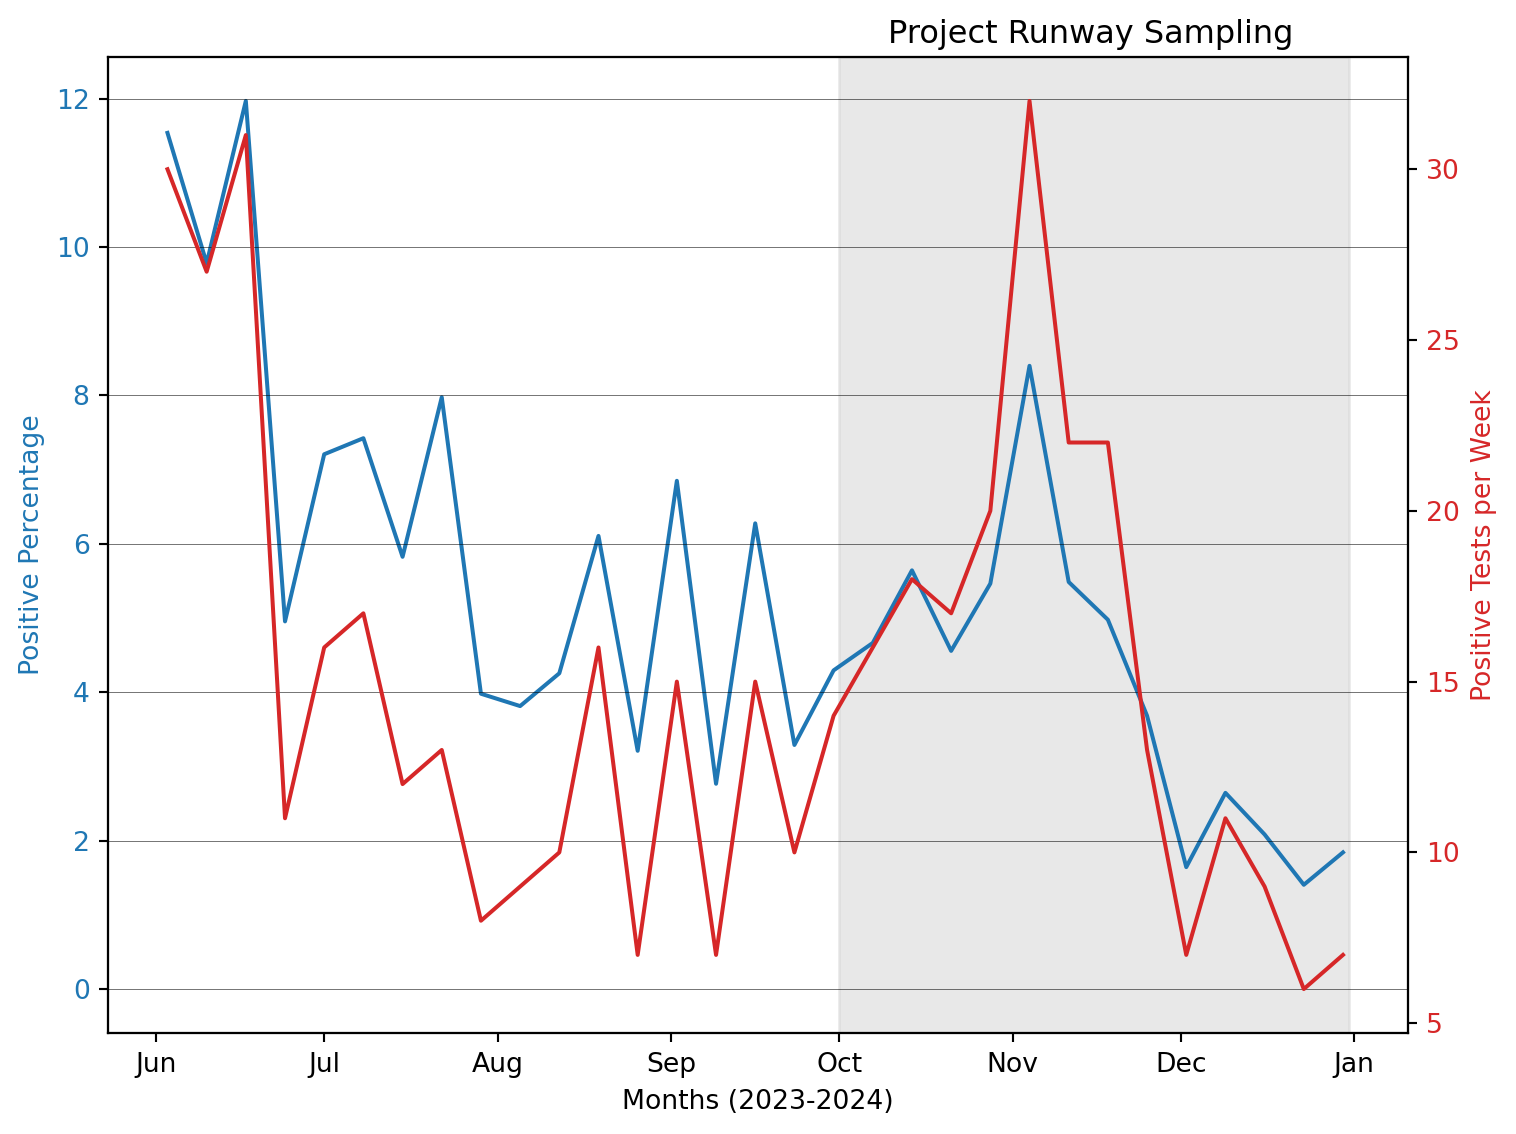 Project Runway Sampling
12
10
8
6
4
2
0
Positive Percentage
30
25
20
15
10
5
Positive Tests per Week
Jun Jul Aug Sep Oct Nov Dec Jan
Months (2023-2024)